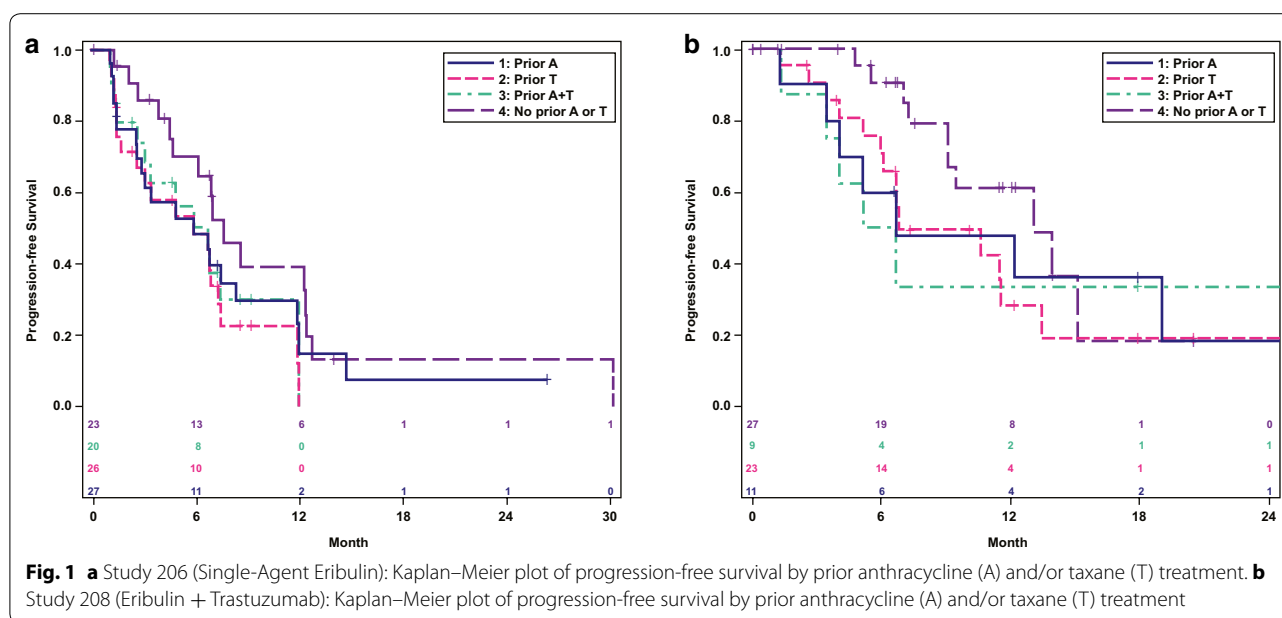 a
1.0
0.8
0.6
0.4
0.2
0.0
Progression-free Survival
1: Prior A
2: Prior T
3: Prior A+T
4: No prior A or T
23 13 6 1 1 1
20 8 0
26 10 0
27 11 2 1 1 0
0 6 12 18 24 30
Month
b
1.0
0.8
0.6
0.4
0.2
0.0
Progression-free Survival
1: Prior A
2: Prior T
3: Prior A+T
4: No prior A or T
27 19 8 1 0
9 4 2 1 1
23 14 4 1 1
11 6 4 2 1
0 6 12 18 24
Month
Fig. 1 a Study 206 (Single-Agent Eribulin): Kaplan–Meier plot of progression-free survival by prior anthracycline (A) and/or taxane (T) treatment. b
Study 208 (Eribulin + Trastuzumab): Kaplan–Meier plot of progression-free survival by prior anthracycline (A) and/or taxane (T) treatment